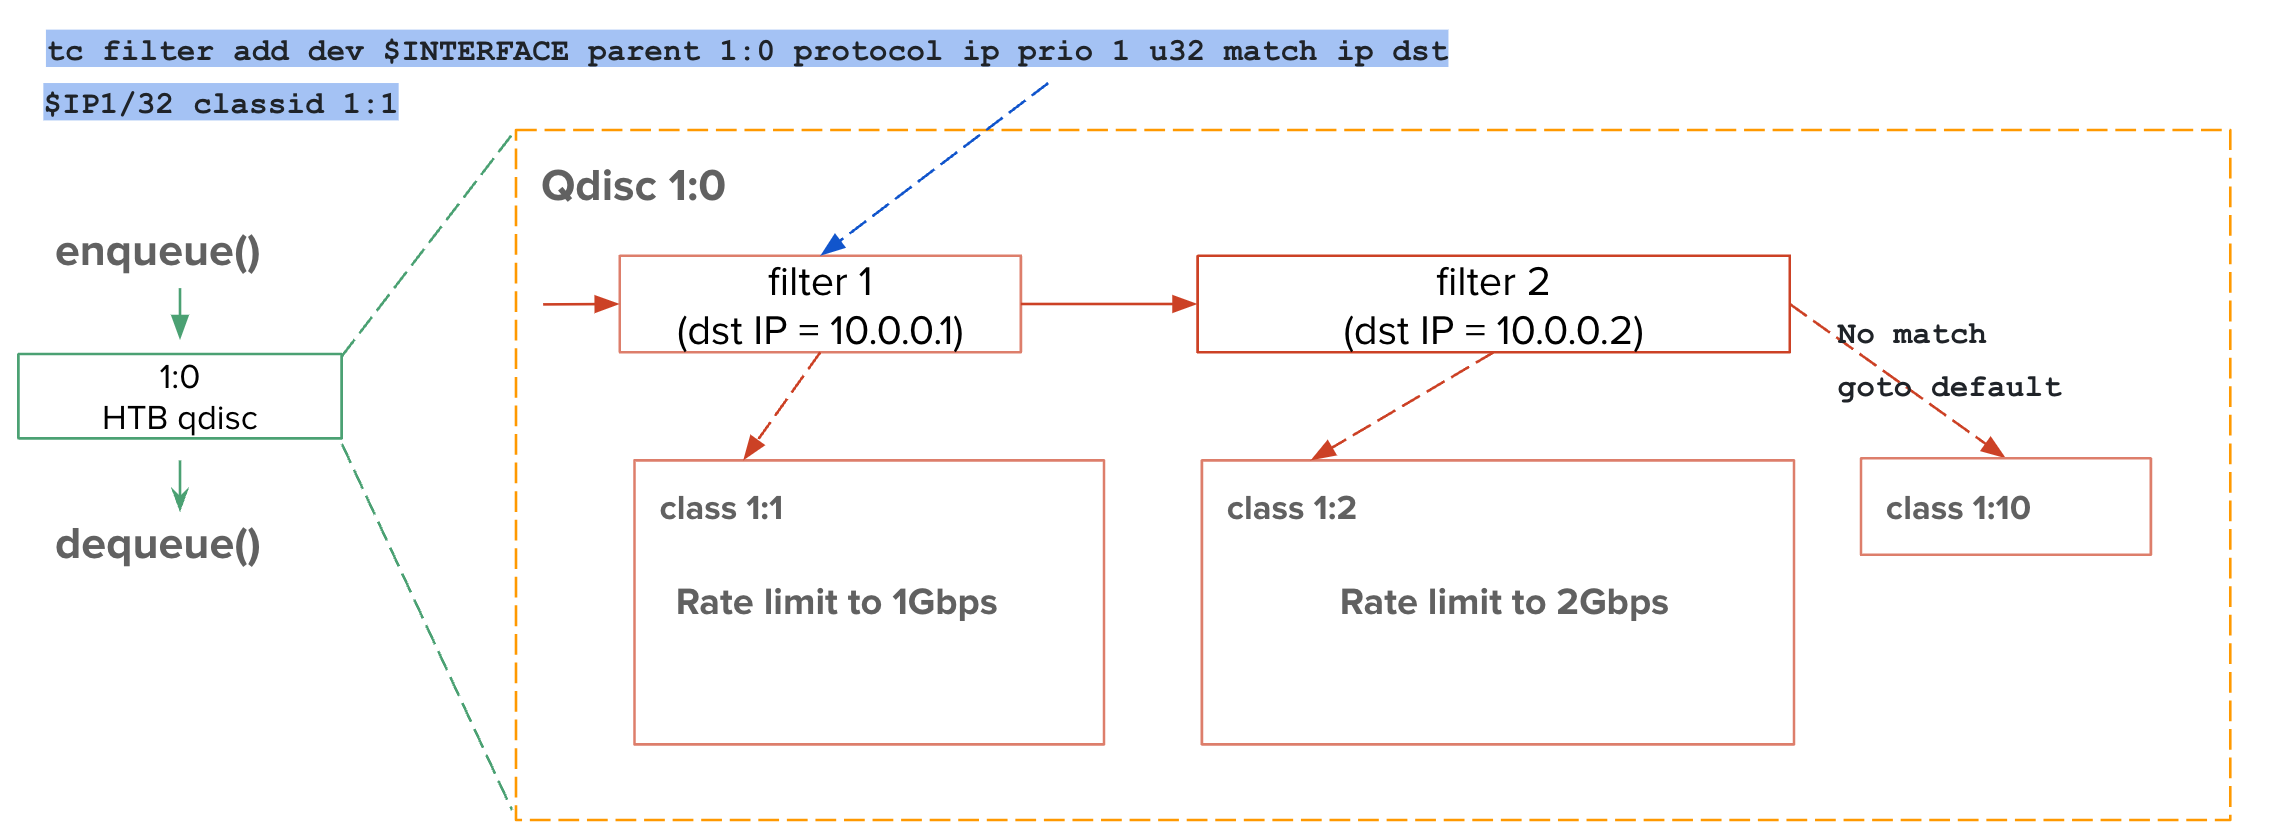 tc filter add dev $INTERFACE parent 1:0 protocol ip prio 1 u32 match ip dst
$IP1/32 classid 1:1
Qdisc 1:0
enqueue()
1:0
HTB qdisc
dequeue()
filter 1
(dst IP = 10.0.0.1)
filter 2
(dst IP = 10.0.0.2)
No match
goto default
class 1:1
Rate limit to 1Gbps
class 1:2
Rate limit to 2Gbps
class 1:10